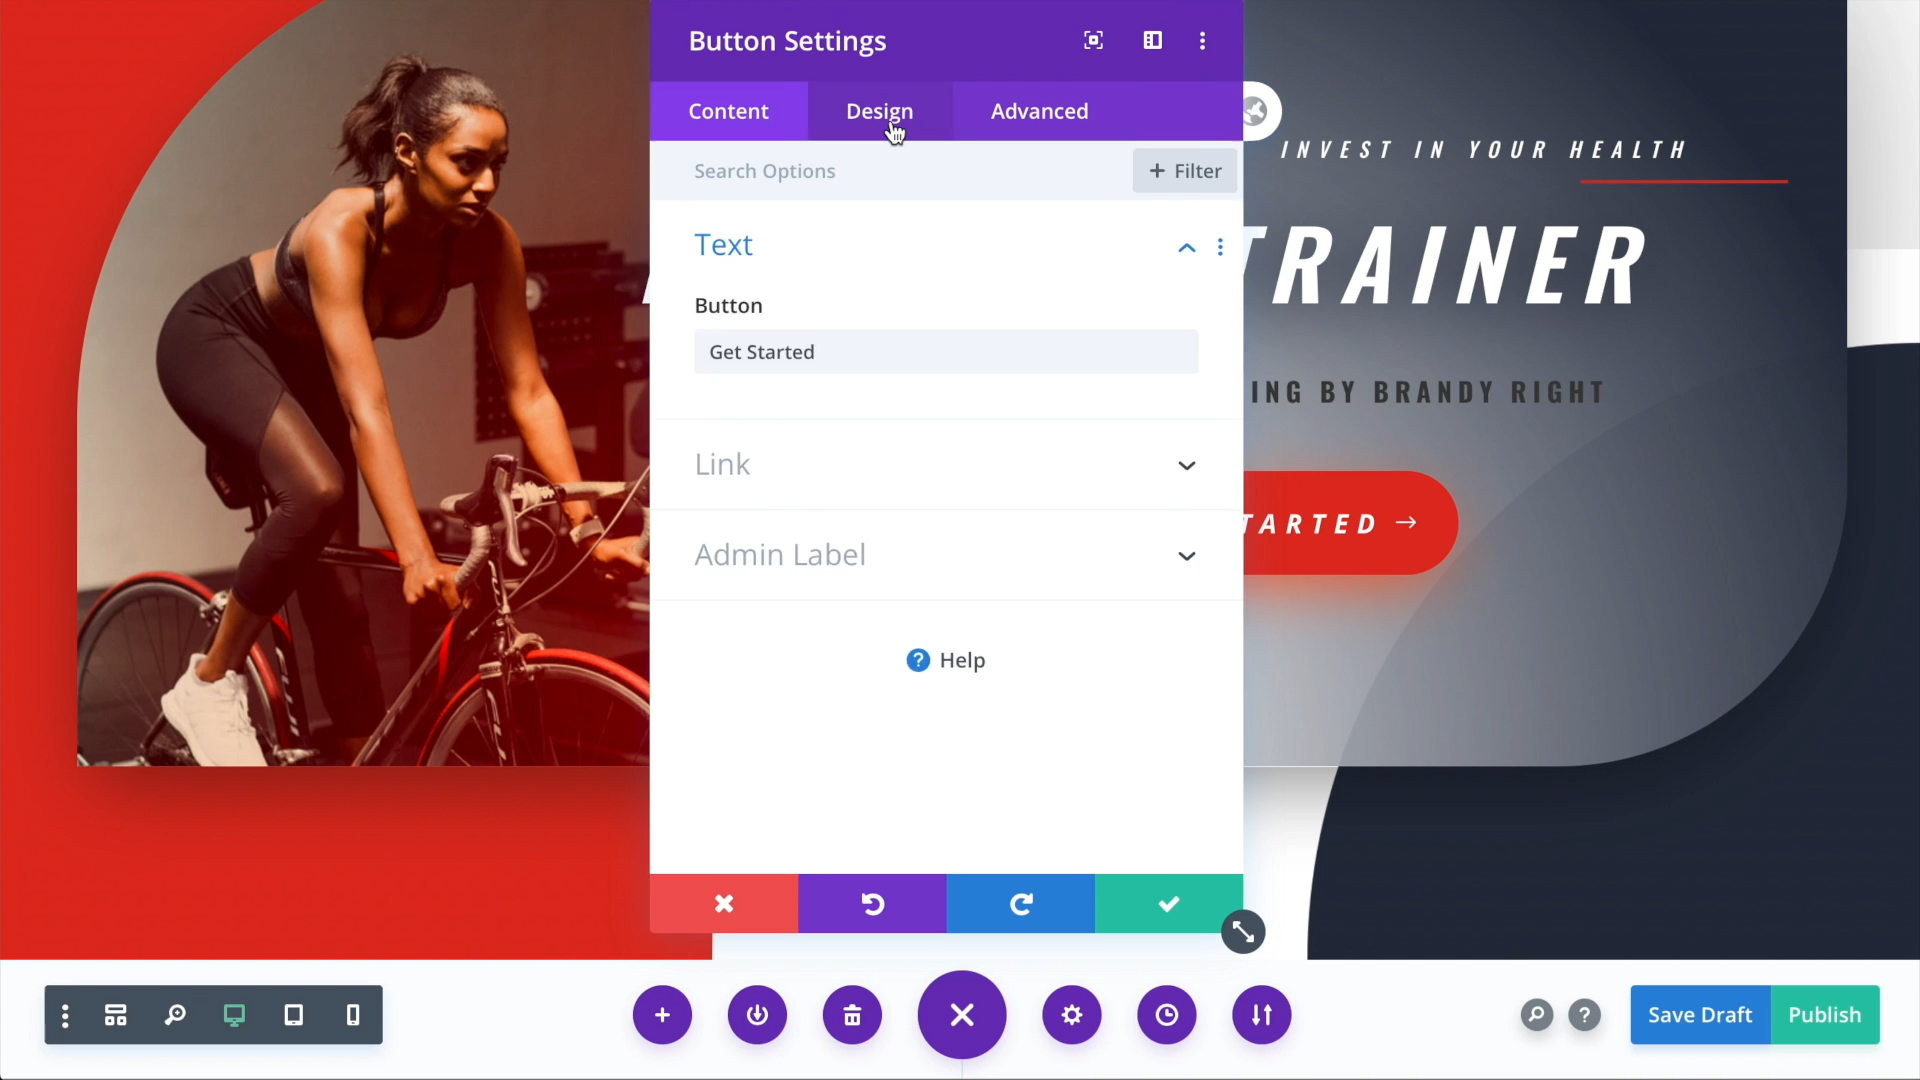 Button Settings
Content
Design
Advanced
Search Options
+ Filter
INVEST IN YOUR HEALTH
Text
TRAINER
Button
Get Started
ING BY BRANDY RIGHT
Link
TARTED →
Admin Label
? Help
? Save Draft Publish